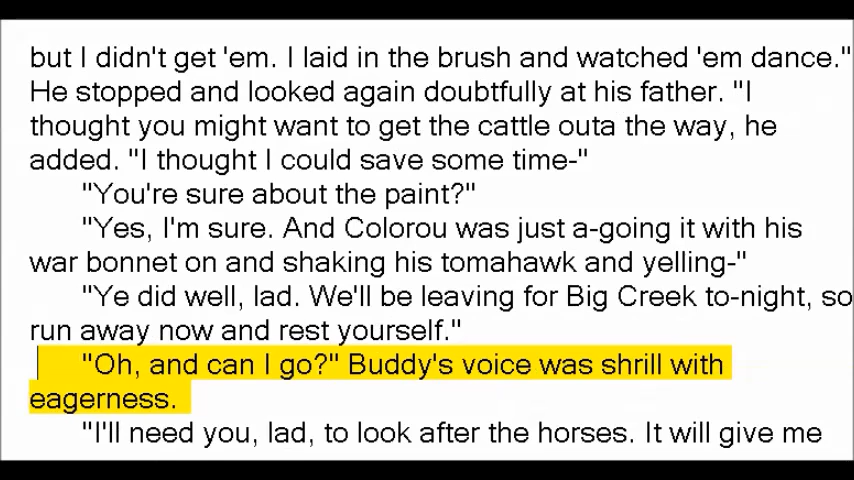 but I didn't get 'em. I laid in the brush and watched 'em dance."
He stopped and looked again doubtfully at his father. "I
thought you might want to get the cattle outa the way, he
added. "I thought I could save some time-"
"You're sure about the paint?"
"Yes, I'm sure. And Colorou was just a-going it with his
war bonnet on and shaking his tomahawk and yelling-"
"Ye did well, lad. We'll be leaving for Big Creek to-night, so
run away now and rest yourself."
"Oh, and can I go?" Buddy's voice was shrill with
eagerness.
"I'll need you, lad, to look after the horses. It will give me